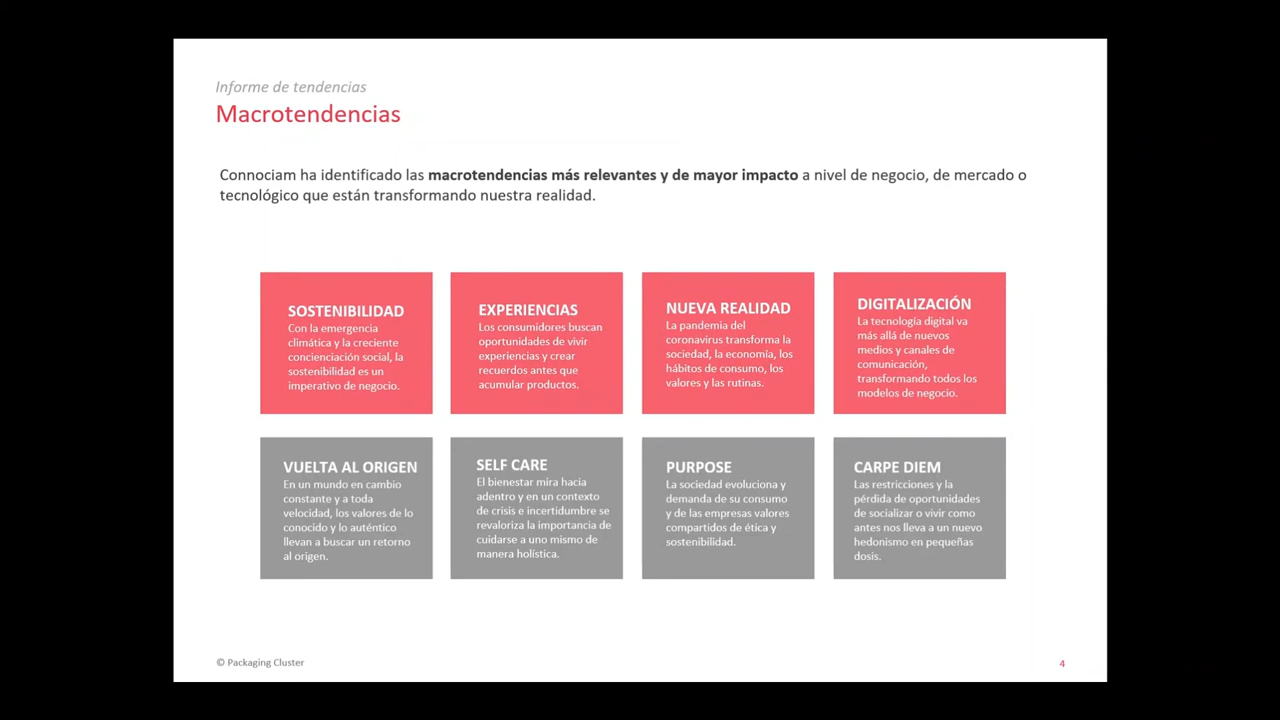 Informe de tendencias
Macrotendencias
Connociam ha identificado las macrotendencias más relevantes y de mayor impacto a nivel de negocio, de mercado o
tecnológico que están transformando nuestra realidad.
SOSTENIBILIDAD
Con la emergencia
climática y la creciente
concienciación social, la
sostenibilidad es un
imperativo de negocio.
EXPERIENCIAS
Los consumidores buscan
oportunidades de vivir
experiencias y crear
recuerdos antes que
acumular productos.
NUEVA REALIDAD
La pandemia del
coronavirus transforma la
sociedad, la economía, los
hábitos de consumo, los
valores y las rutinas.
DIGITALIZACIÓN
La tecnología digital va
más allá de nuevos
medios y canales de
comunicación,
transformando todos los
modelos de negocio.
VUELTA AL ORIGEN
En un mundo en cambio
constante y a toda
velocidad, los valores de lo
conocido y lo auténtico
llevan a buscar un retorno
al origen.
SELF CARE
El bienestar mira hacia
adentro y en un contexto
de crisis e incertidumbre se
revaloriza la importancia de
cuidarse a uno mismo de
manera holística.
PURPOSE
La sociedad evoluciona y
demanda de su consumo
y de las empresas valores
compartidos de ética y
sostenibilidad.
CARPE DIEM
Las restricciones y la
pérdida de oportunidades
de socializar o vivir como
antes nos lleva a un nuevo
hedonismo en pequeñas
dosis.
© Packaging Cluster
4